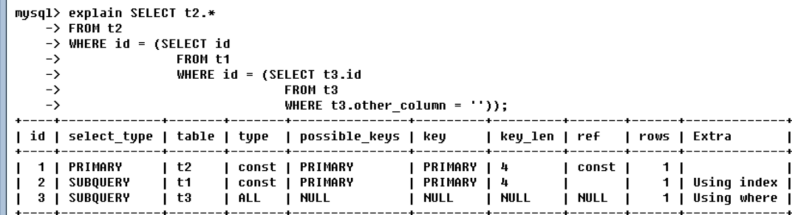 mysql> explain SELECT t2.*
    -> FROM t2
    -> WHERE id = (SELECT id
    ->             FROM t1
    ->             WHERE id = (SELECT t3.id
    ->                         FROM t3
    ->                         WHERE t3.other_column = ''));
+----+-------------+-------+-------+---------------+---------+---------+-------+------+-------------+
| id | select_type | table | type  | possible_keys | key     | key_len | ref   | rows | Extra       |
+----+-------------+-------+-------+---------------+---------+---------+-------+------+-------------+
|  1 | PRIMARY     | t2    | const | PRIMARY       | PRIMARY | 4       | const |    1 |             |
|  2 | SUBQUERY    | t1    | const | PRIMARY       | PRIMARY | 4       |       |    1 | Using index |
|  3 | SUBQUERY    | t3    | ALL   | NULL          | NULL    | NULL    | NULL  |    1 | Using where |
+----+-------------+-------+-------+---------------+---------+---------+-------+------+-------------+